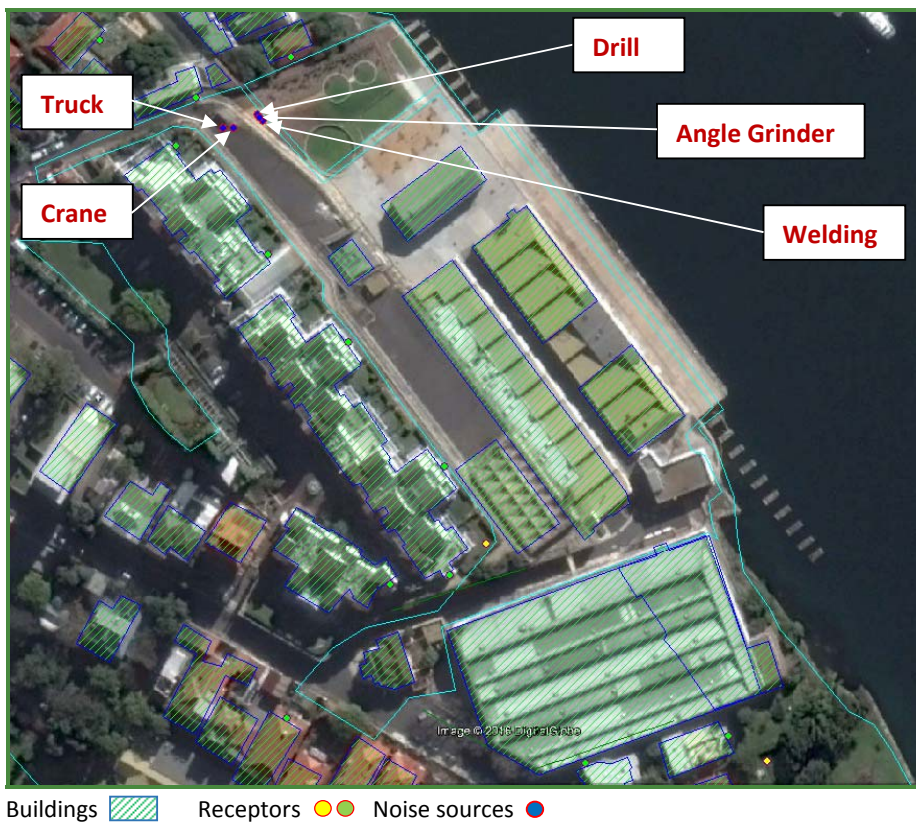 Drill
Truck
Angle Grinder
Crane
Welding
Image © 2016 DigitalGlobe
Buildings Receptors Noise sources